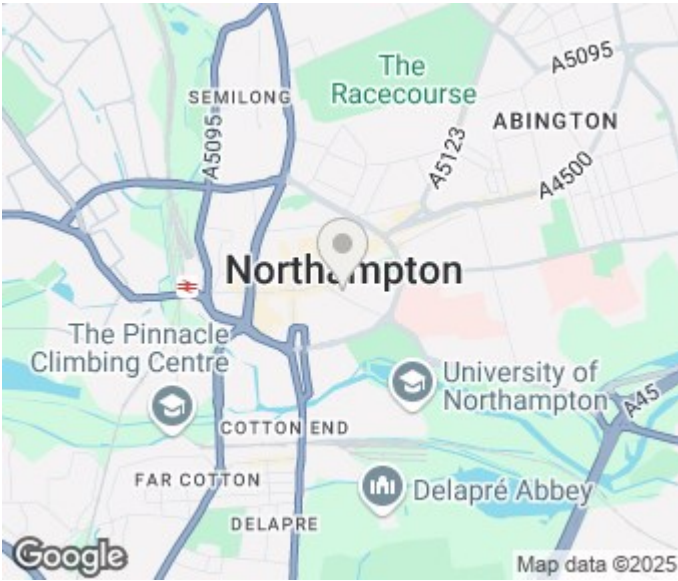 The
Racecourse
A5095
SEMILONG
ABINGTON
A5095
A5123
A4500
Northampton
The Pinnacle
Climbing Centre
University of
Northampton
A45
COTTON END
FAR COTTON
Delapré Abbey
DELAPRE
Google
Map data ©2025